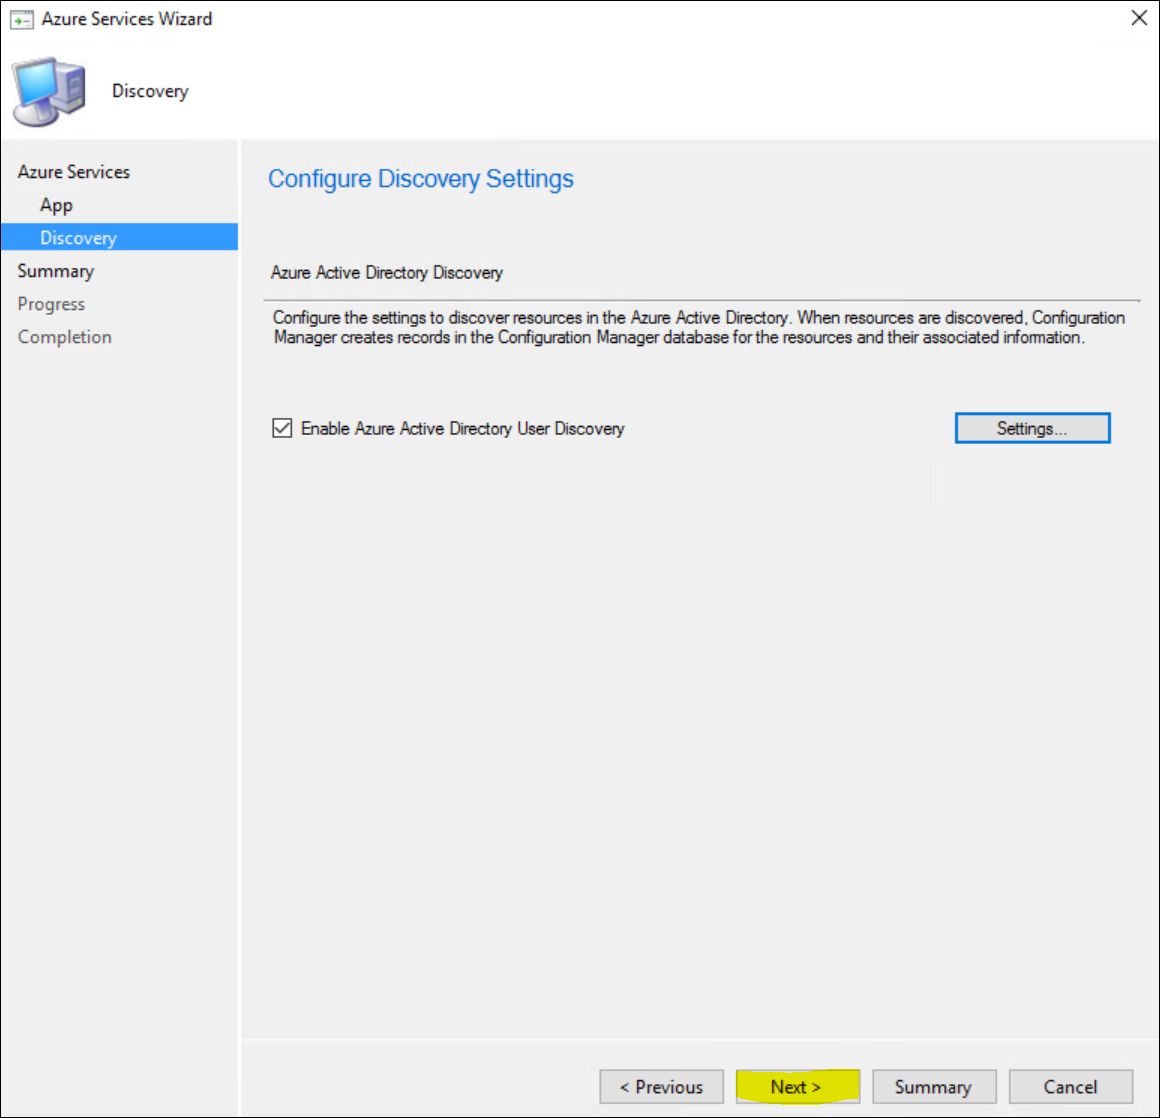 Azure Services Wizard
Discovery
Azure Services
App
Discovery
Summary
Progress
Completion
Configure Discovery Settings
Azure Active Directory Discovery
Configure the settings to discover resources in the Azure Active Directory. When resources are discovered, Configuration
Manager creates records in the Configuration Manager database for the resources and their associated information.
Enable Azure Active Directory User Discovery
Settings...
< Previous
Next >
Summary
Cancel